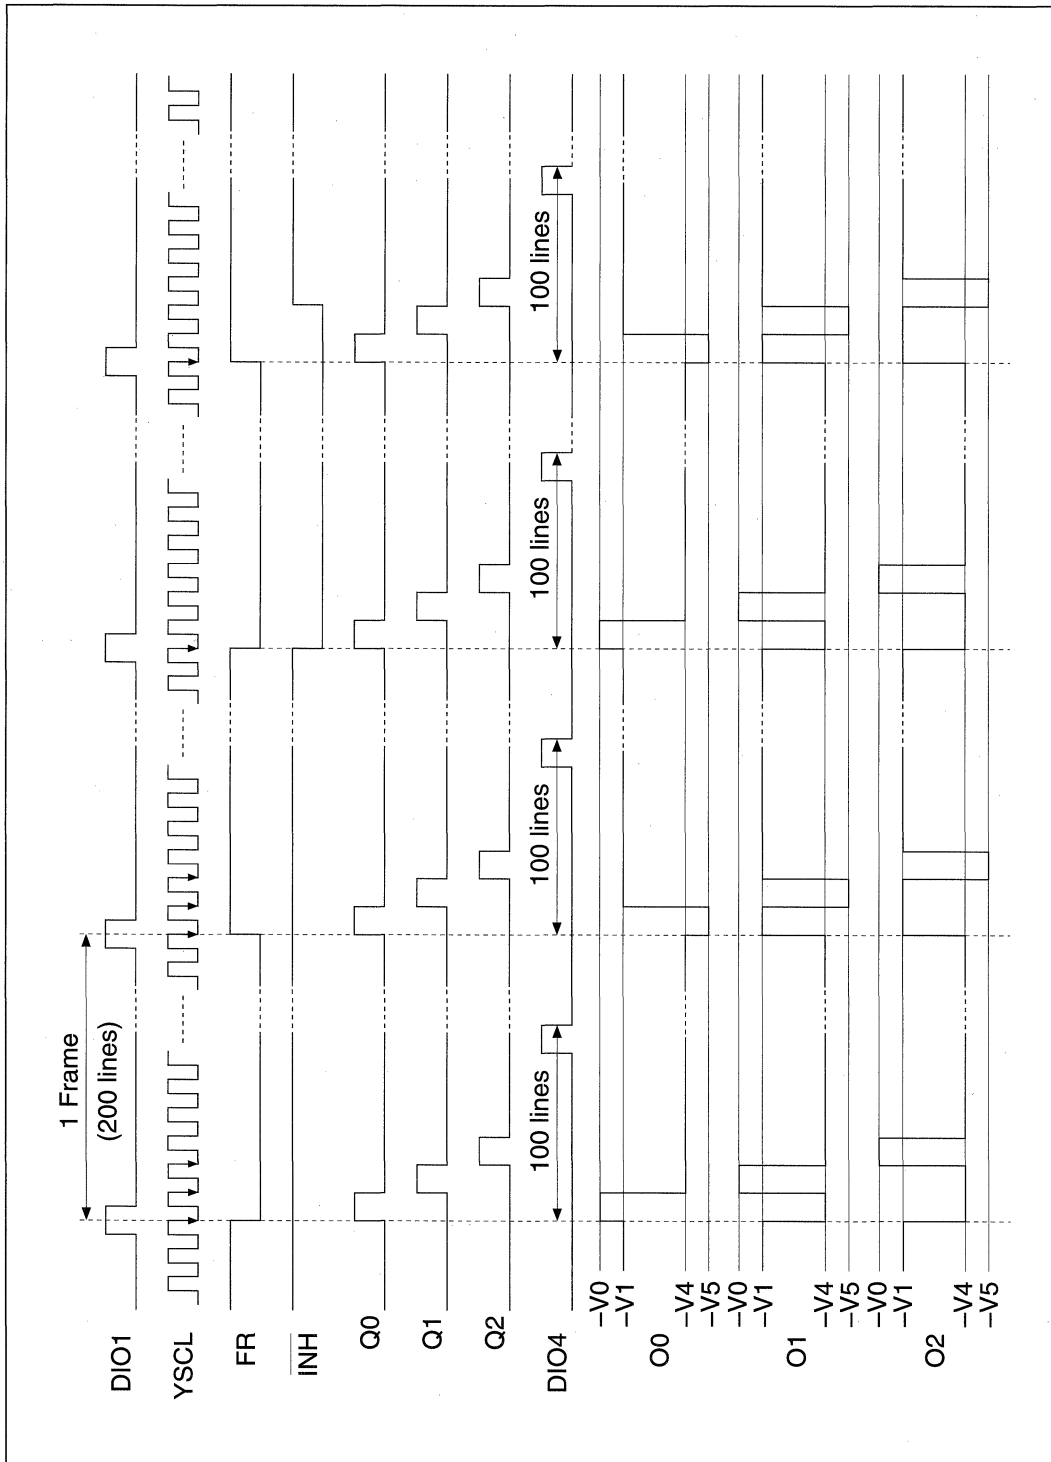 1 Frame
(200 lines)
DIO1
YSCL
FR
INH
Q0
Q1
Q2
DIO4
100 lines
100 lines
100 lines
100 lines
O0
–V0
–V1
–V4
–V5
O1
–V0
–V1
–V4
–V5
O2
–V0
–V1
–V4
–V5